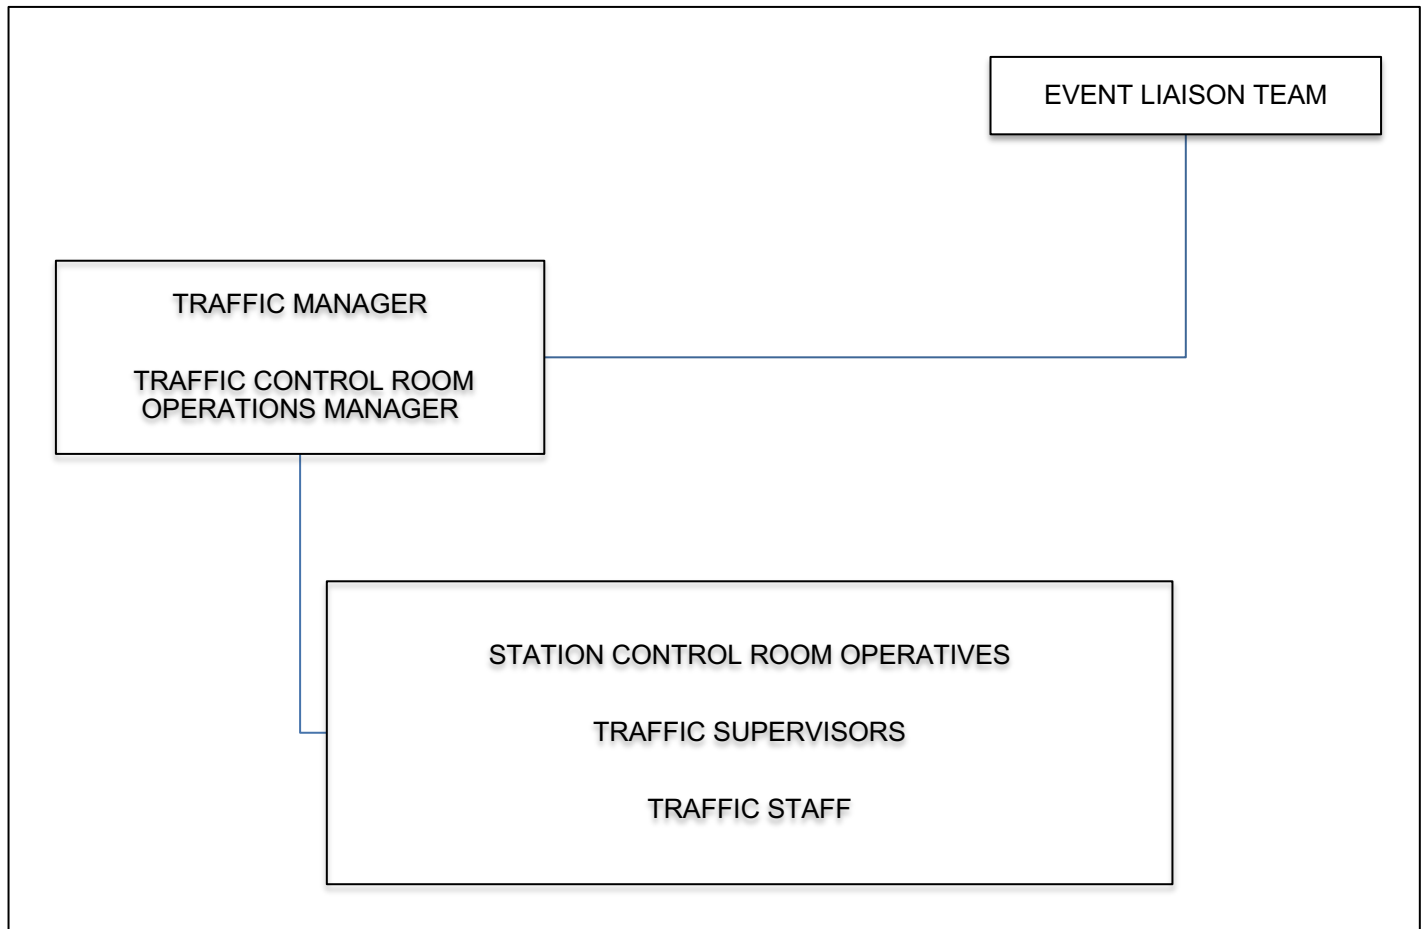 EVENT LIAISON TEAM
TRAFFIC MANAGER
TRAFFIC CONTROL ROOM
OPERATIONS MANAGER
STATION CONTROL ROOM OPERATIVES
TRAFFIC SUPERVISORS
TRAFFIC STAFF